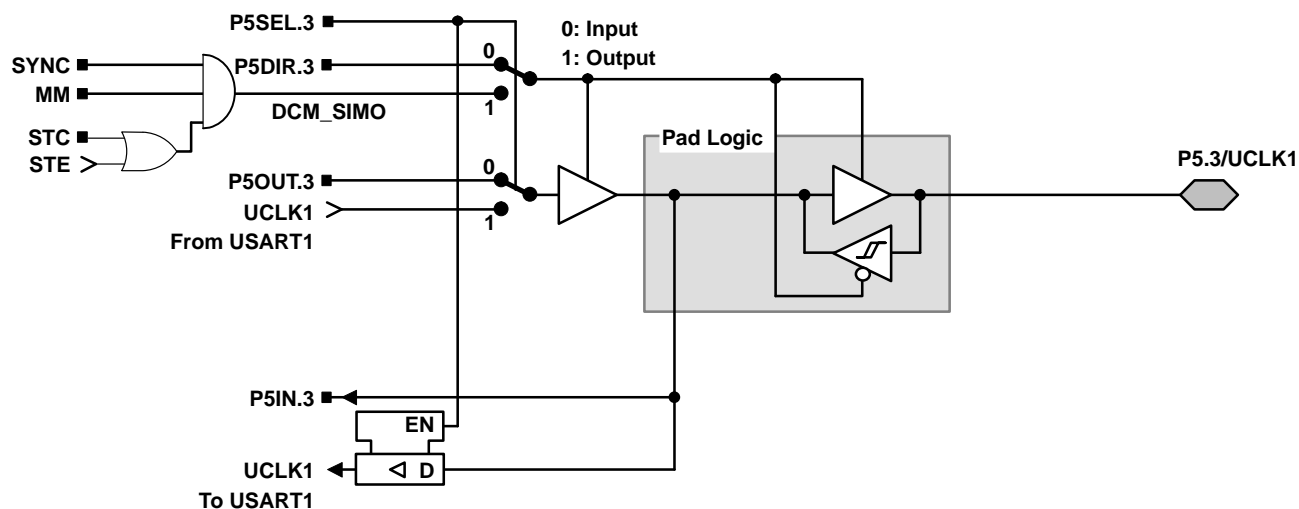 P5SEL.3
0: Input
1: Output
0
SYNC
P5DIR.3
MM
1
DCM_SIMO
STC
Pad Logic
STE
P5.3/UCLK1
0
P5OUT.3
UCLK1
1
From USART1
P5IN.3
EN
UCLK1
D
To USART1